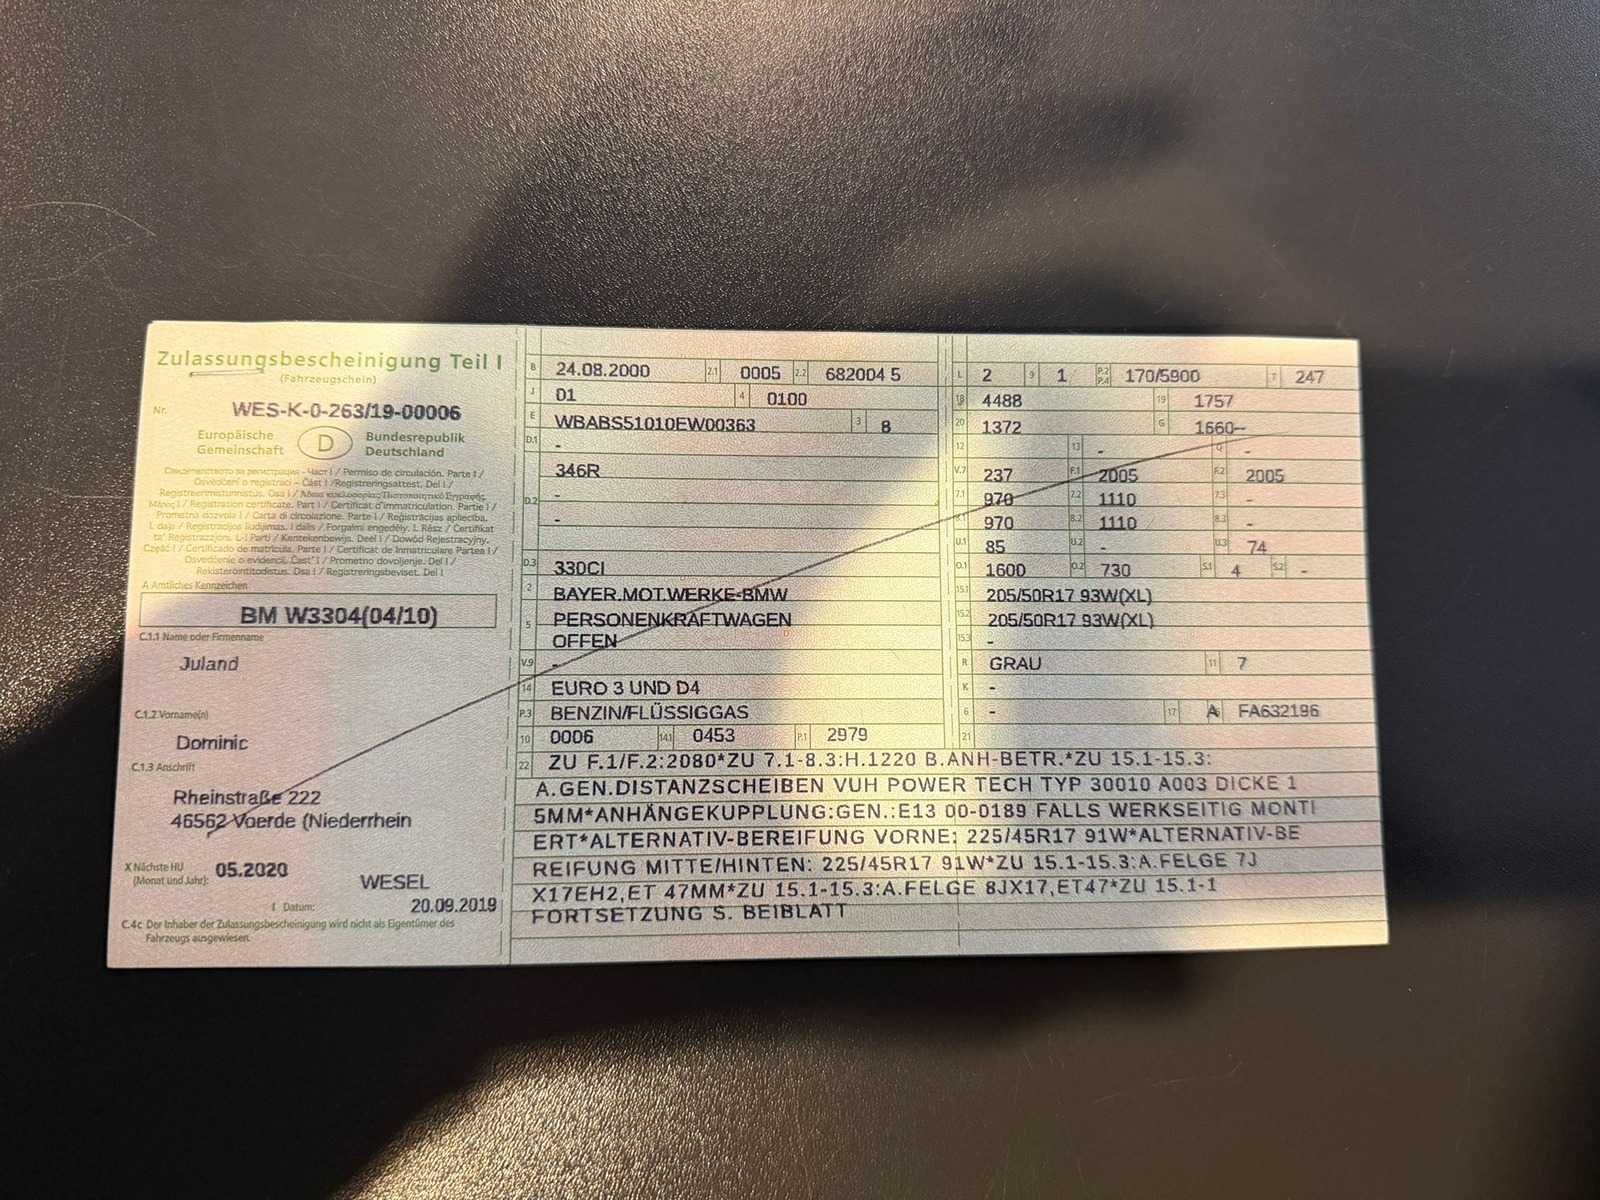 Zulassungsbescheinigung Teil I
(Fahrzeugschein)
Nr. WES-K-0-263/19-00006
Europäische Gemeinschaft D Bundesrepublik Deutschland
Registration certificate. Part I / Certificat d'immatriculation. Partie I /
A Amtliches Kennzeichen
BM W3304(04/10)
C.1.1 Name oder Firmenname
Juland
C.1.2 Vorname(n)
Dominic
C.1.3 Anschrift
Rheinstraße 222
46562 Voerde (Niederrhein
X Nächste HU
(Monat und Jahr): 05.2020
WESEL
I Datum: 20.09.2019
C.4c Der Inhaber der Zulassungsbescheinigung wird nicht als Eigentümer des
Fahrzeugs ausgewiesen.
B 24.08.2000 2.1 0005 2.2 682004 5
J 01 4 0100
E WBABS51010EW00363 3 8
D.1 -
346R
D.2 -
-
D.3 330CI
2 BAYER.MOT.WERKE-BMW
5 PERSONENKRAFTWAGEN
OFFEN
V.9 -
14 EURO 3 UND D4
P.3 BENZIN/FLÜSSIGGAS
10 0006 14.1 0453 P.1 2979
L 2 9 1 P.2 P.4 170/5900 T 247
18 4488 19 1757
20 1372 G 1660--
12 13 - Q -
V.7 237 F.1 2005 F.2 2005
7.1 970 7.2 1110 7.3 -
970 8.2 1110 8.3 -
U.1 85 U.2 - U.3 74
O.1 1600 O.2 730 S.1 4 S.2 -
15.1 205/50R17 93W(XL)
15.2 205/50R17 93W(XL)
15.3 -
R GRAU 11 7
K -
6 - 17 A FA632196
21
22 ZU F.1/F.2:2080*ZU 7.1-8.3:H.1220 B.ANH-BETR.*ZU 15.1-15.3:
A.GEN.DISTANZSCHEIBEN VUH POWER TECH TYP 30010 A003 DICKE 1
5MM*ANHÄNGEKUPPLUNG:GEN.:E13 00-0189 FALLS WERKSEITIG MONTI
ERT*ALTERNATIV-BEREIFUNG VORNE: 225/45R17 91W*ALTERNATIV-BE
REIFUNG MITTE/HINTEN: 225/45R17 91W*ZU 15.1-15.3:A.FELGE 7J
X17EH2,ET 47MM*ZU 15.1-15.3:A.FELGE 8JX17,ET47*ZU 15.1-1
FORTSETZUNG S. BEIBLATT